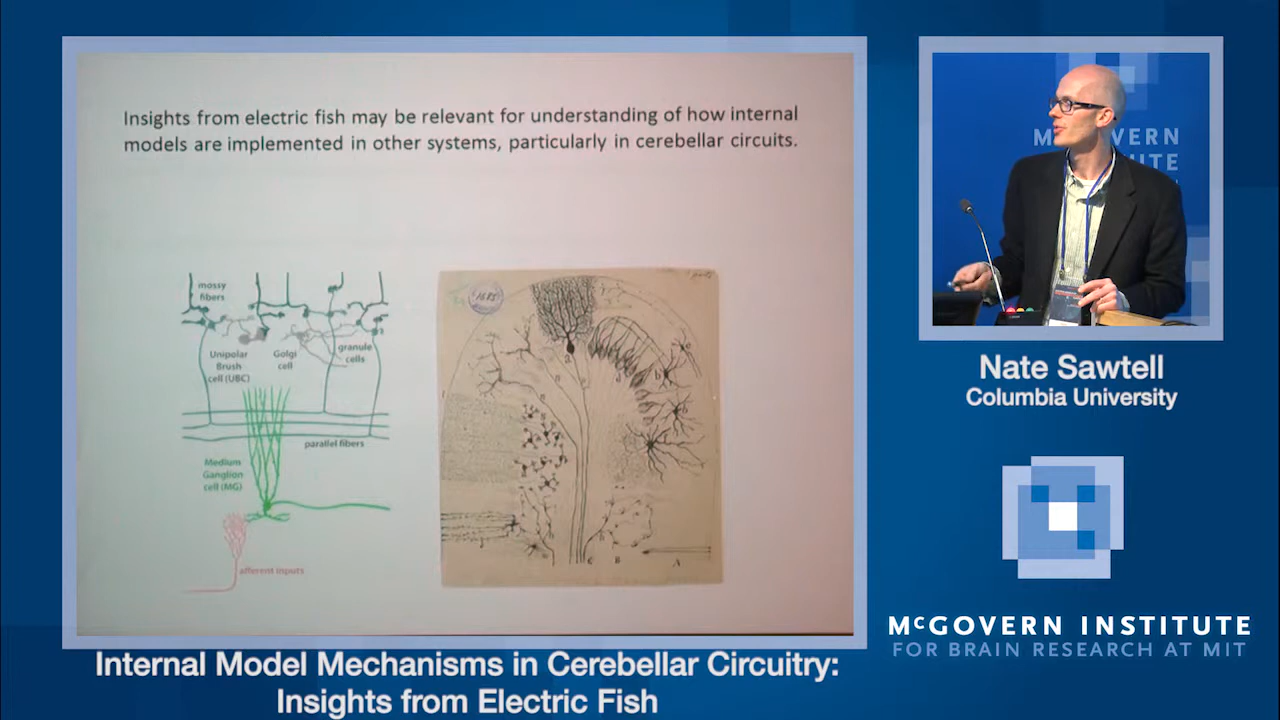 Insights from electric fish may be relevant for understanding of how internal
models are implemented in other systems, particularly in cerebellar circuits.
mossy
fibers
Unipolar
Brush
cell (UBC)
Golgi
cell
granule
cells
parallel fibers
Medium
Ganglion
cell (MG)
afferent inputs
Nate Sawtell
Columbia University
McGOVERN INSTITUTE
FOR BRAIN RESEARCH AT MIT
Internal Model Mechanisms in Cerebellar Circuitry:
Insights from Electric Fish